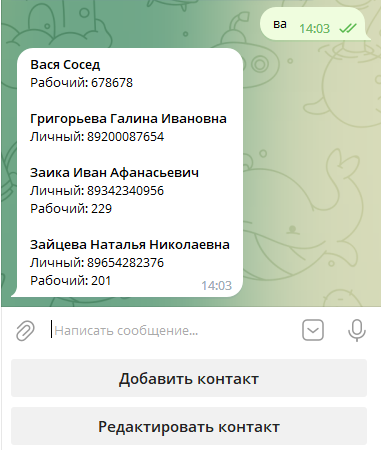 ва
14:03
Вася Сосед
Рабочий: 678678
Григорьева Галина Ивановна
Личный: 89200087654
Заика Иван Афанасьевич
Личный: 89342340956
Рабочий: 229
Зайцева Наталья Николаевна
Личный: 89654282376
Рабочий: 201
14:03
Написать сообщение...
Добавить контакт
Редактировать контакт